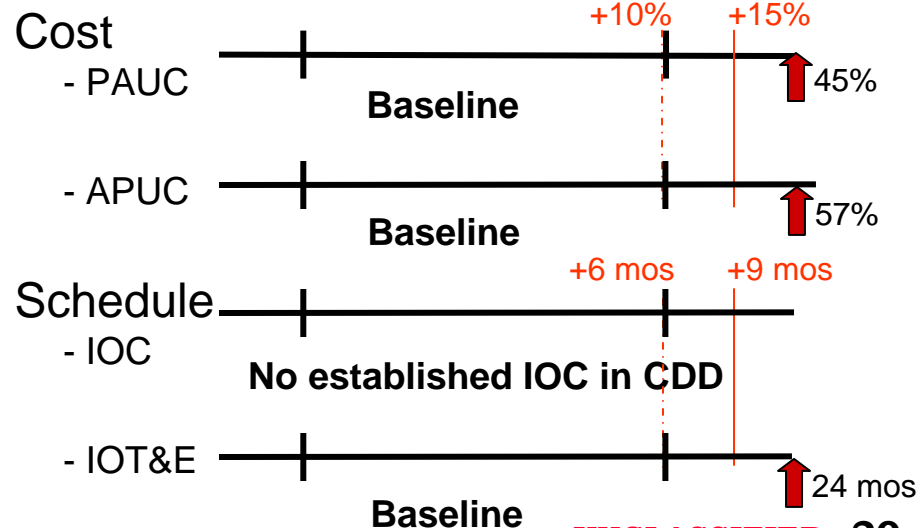 +10% +15%
Cost
- PAUC
45%
Baseline
- APUC
57%
Baseline
+6 mos +9 mos
Schedule
- IOC
No established IOC in CDD
- IOT&E
24 mos
Baseline